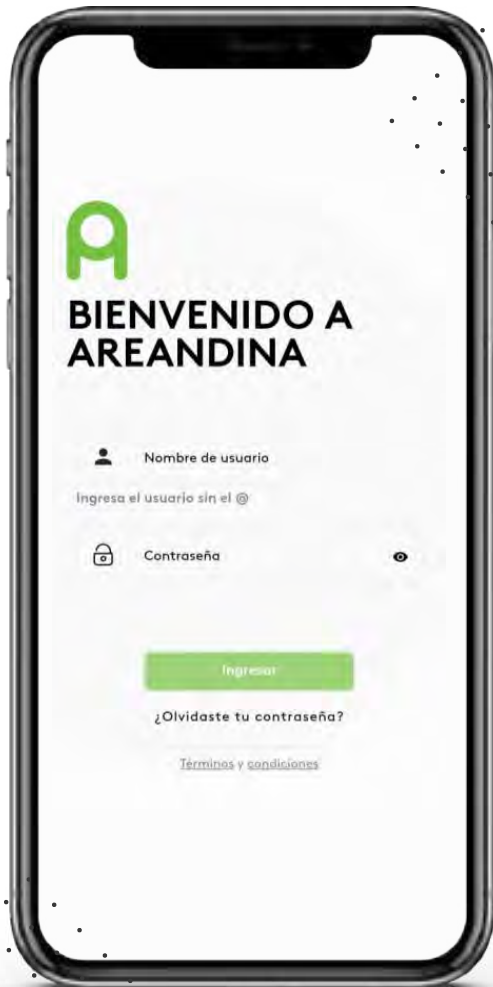 BIENVENIDO A
AREANDINA
Nombre de usuario
Ingresa el usuario sin el @
Contraseña
Ingresar
¿Olvidaste tu contraseña?
Términos y condiciones